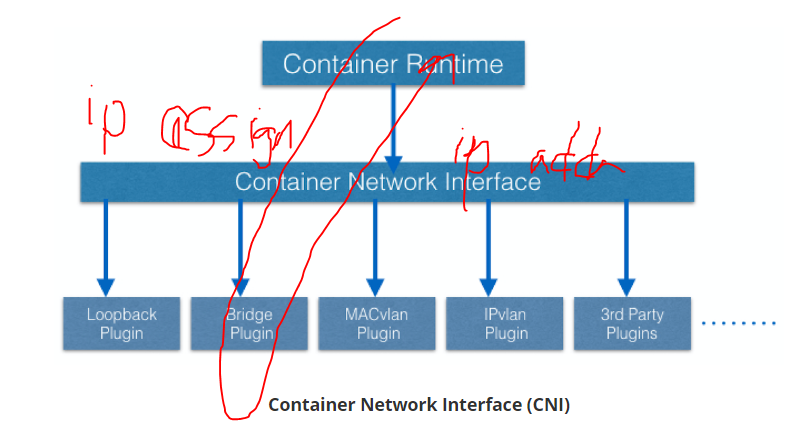 Container Runtime
ip assign
ip addr
Container Network Interface
Loopback Plugin
Bridge Plugin
MACvlan Plugin
IPvlan Plugin
3rd Party Plugins
Container Network Interface (CNI)